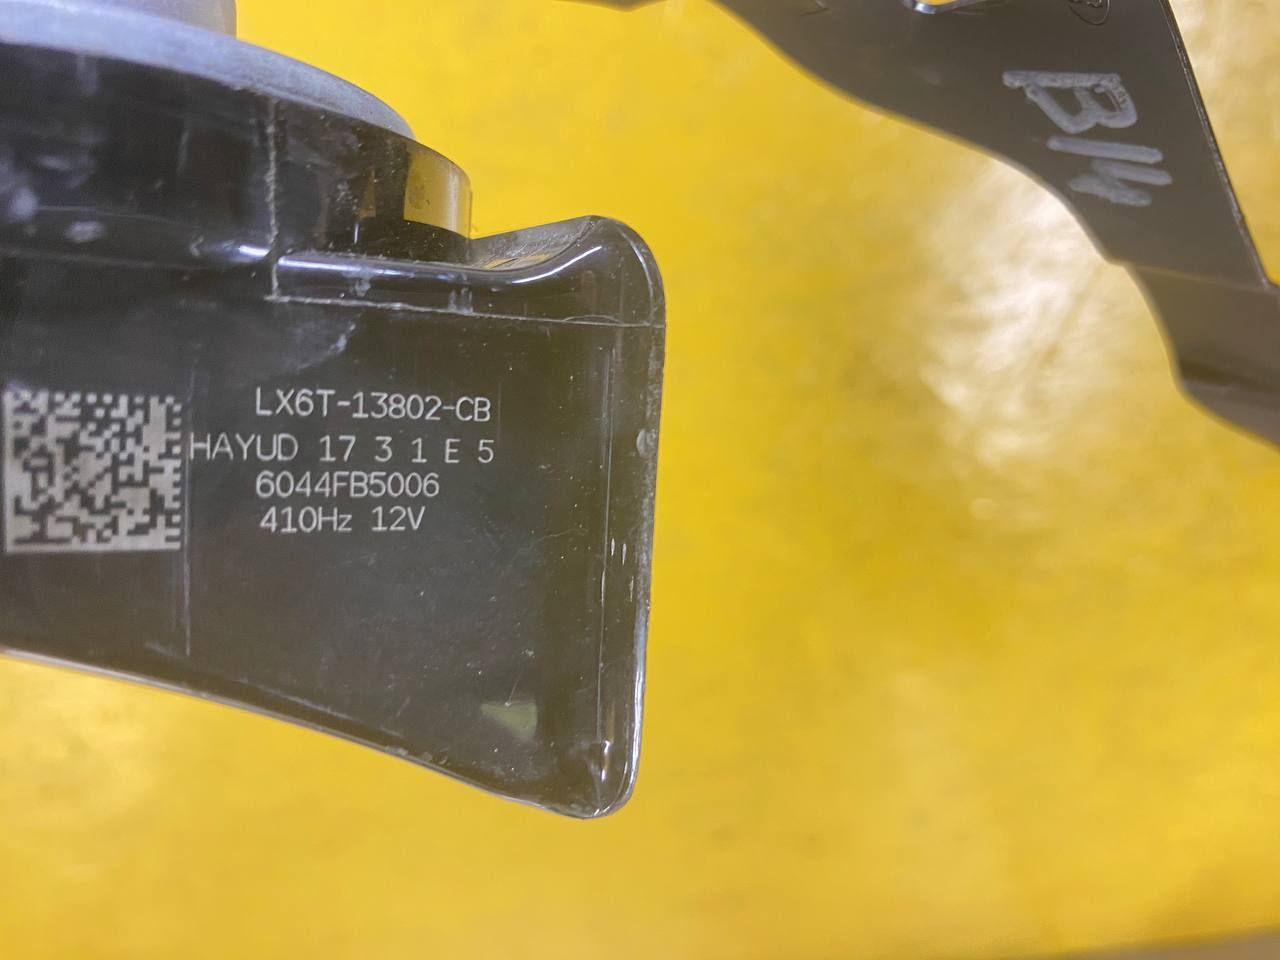 B14
LX6T-13802-CB
HAYUD 17 3 1 E 5
6044FB5006
410Hz 12V